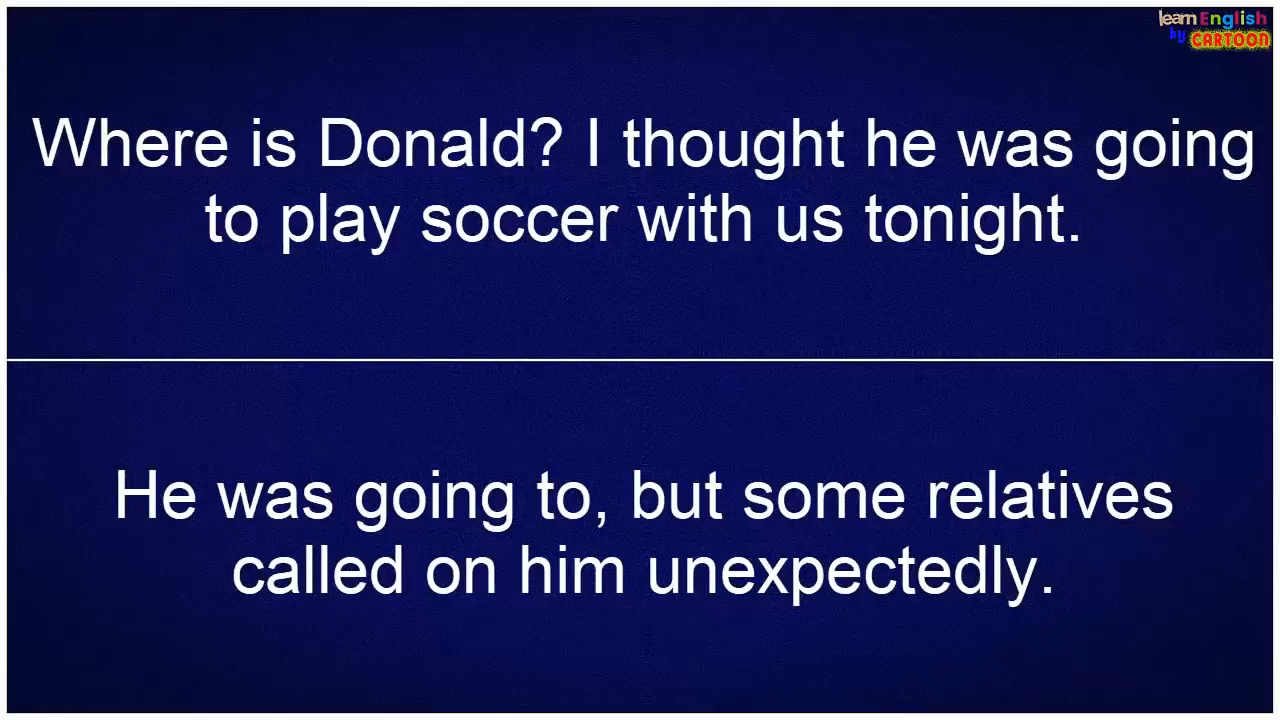 learn English
by CARTOON
Where is Donald? I thought he was going
to play soccer with us tonight.
He was going to, but some relatives
called on him unexpectedly.